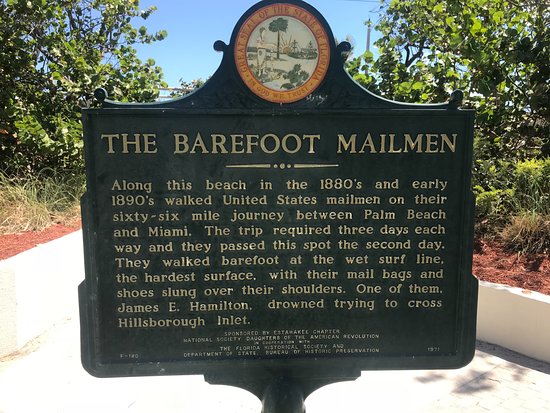 GREAT SEAL OF THE STATE OF FLORIDA
IN GOD WE TRUST
THE BAREFOOT MAILMEN
Along this beach in the 1880's and early
1890's walked United States mailmen on their
sixty-six mile journey between Palm Beach
and Miami. The trip required three days each
way and they passed this spot the second day.
They walked barefoot at the wet surf line,
the hardest surface, with their mail bags and
shoes slung over their shoulders. One of them,
James E. Hamilton, drowned trying to cross
Hillsborough Inlet.
SPONSORED BY ESTAHAKEE CHAPTER
NATIONAL SOCIETY DAUGHTERS OF THE AMERICAN REVOLUTION
IN COOPERATION WITH
THE FLORIDA HISTORICAL SOCIETY AND
DEPARTMENT OF STATE, BUREAU OF HISTORIC PRESERVATION
F-180 1971